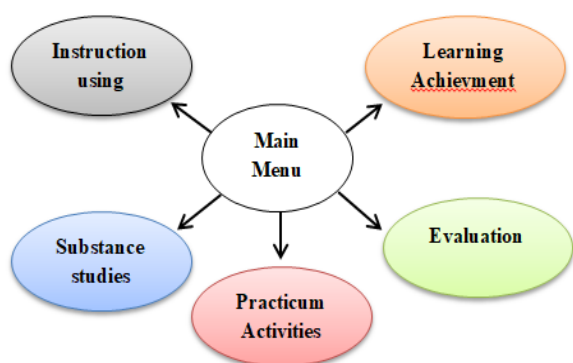 Instruction
using
Learning
Achievment
Main
Menu
Substance
studies
Evaluation
Practicum
Activities